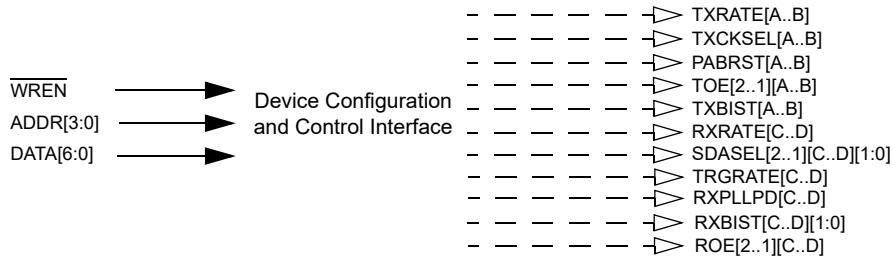 WREN
ADDR[3:0]
DATA[6:0]
Device Configuration
and Control Interface
TXRATE[A..B]
TXCKSEL[A..B]
PABRST[A..B]
TOE[2..1][A..B]
TXBIST[A..B]
RXRATE[C..D]
SDASEL[2..1][C..D][1:0]
TRGRATE[C..D]
RXPLLPD[C..D]
RXBIST[C..D][1:0]
ROE[2..1][C..D]